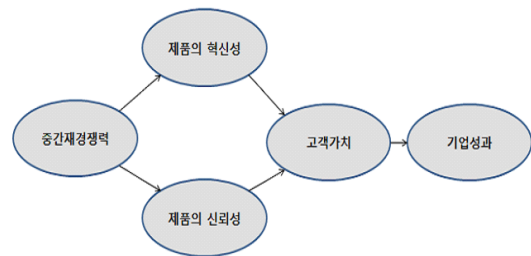 제품의 혁신성
중간재경쟁력
고객가치
기업성과
제품의 신뢰성